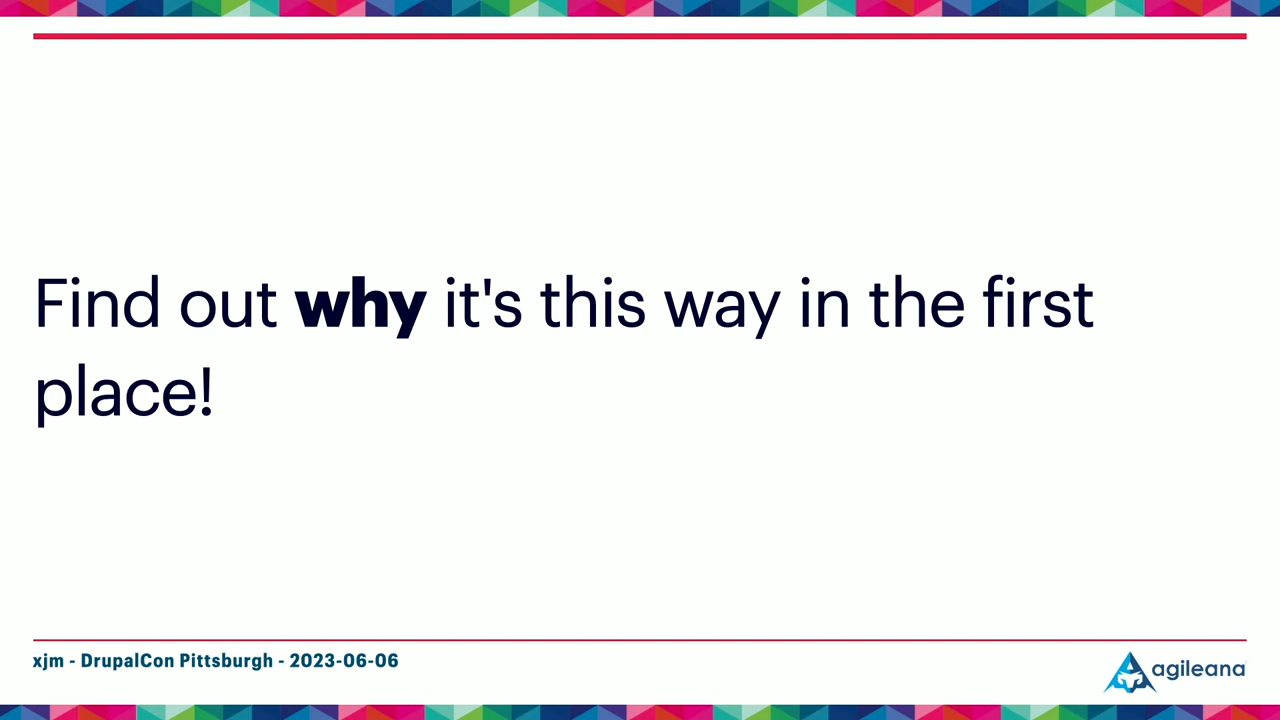 Find out why it's this way in the first
place!
xjm - DrupalCon Pittsburgh - 2023-06-06
agileana